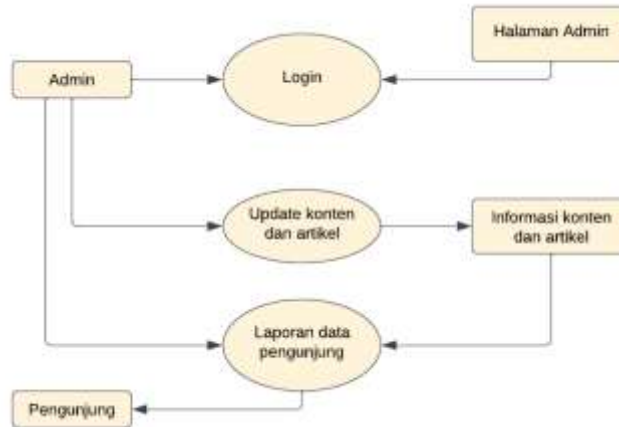 Halaman Admin
Admin
Login
Update konten
dan artikel
Informasi konten
dan artikel
Laporan data
pengunjung
Pengunjung